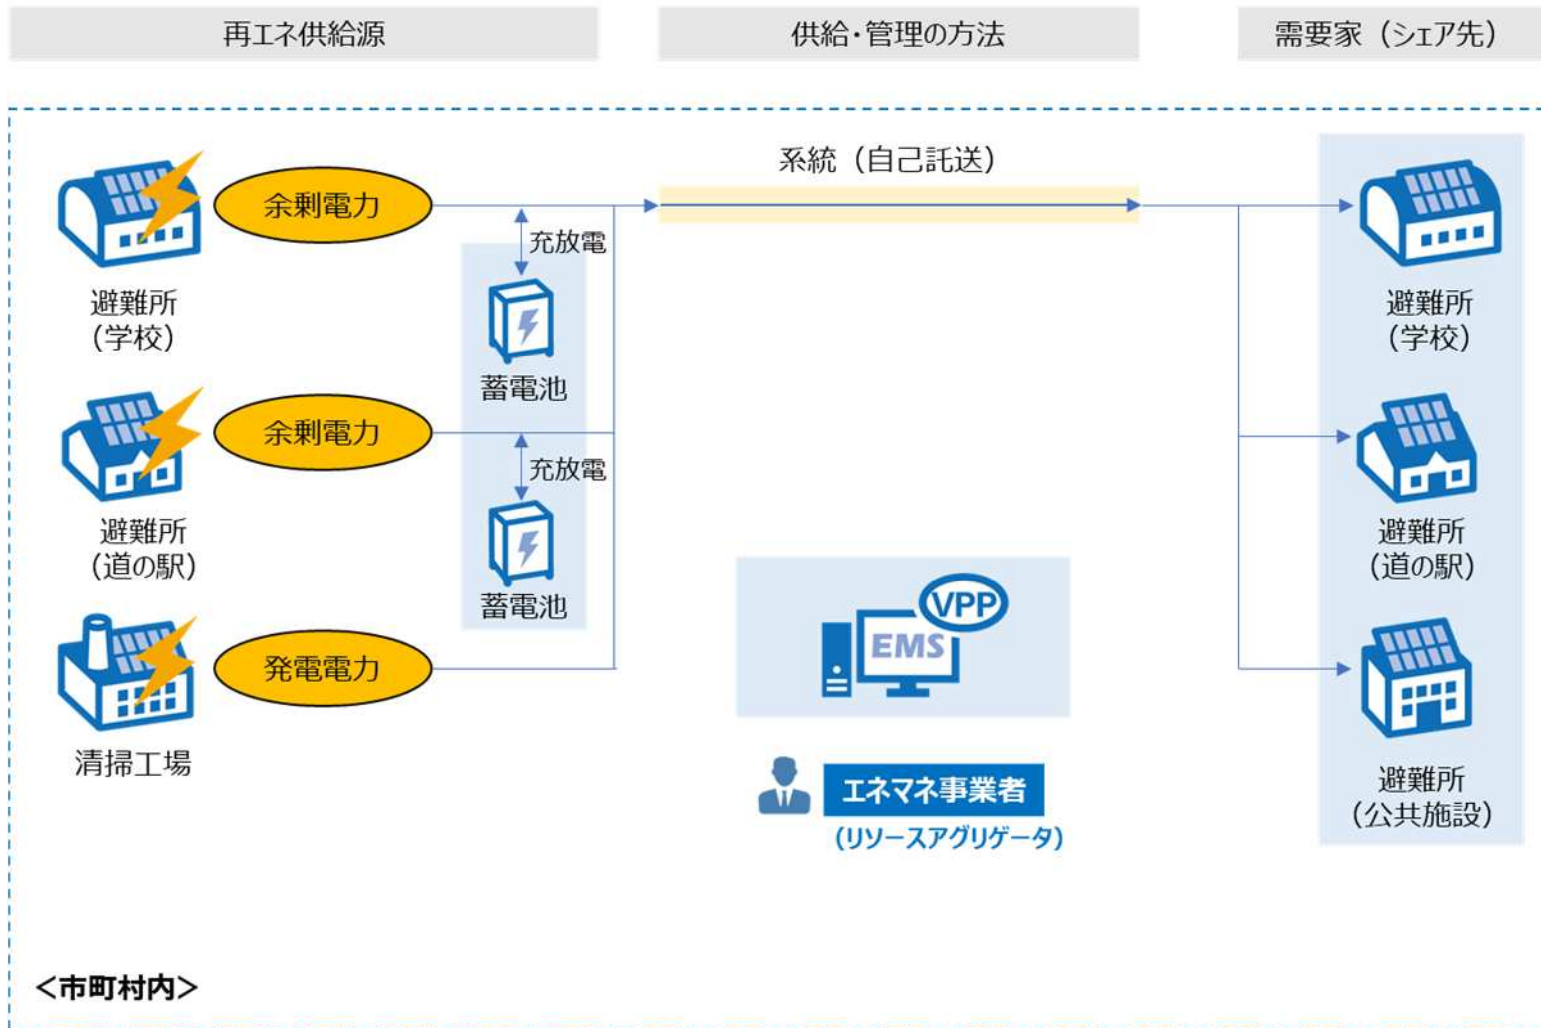 再エネ供給源
供給・管理の方法
需要家（シェア先）
系統（自己託送）
余剰電力
充放電
避難所
（学校）
蓄電池
避難所
（学校）
余剰電力
充放電
避難所
（道の駅）
蓄電池
避難所
（道の駅）
VPP
EMS
発電電力
清掃工場
エネマネ事業者
（リソースアグリゲータ）
避難所
（公共施設）
＜市町村内＞